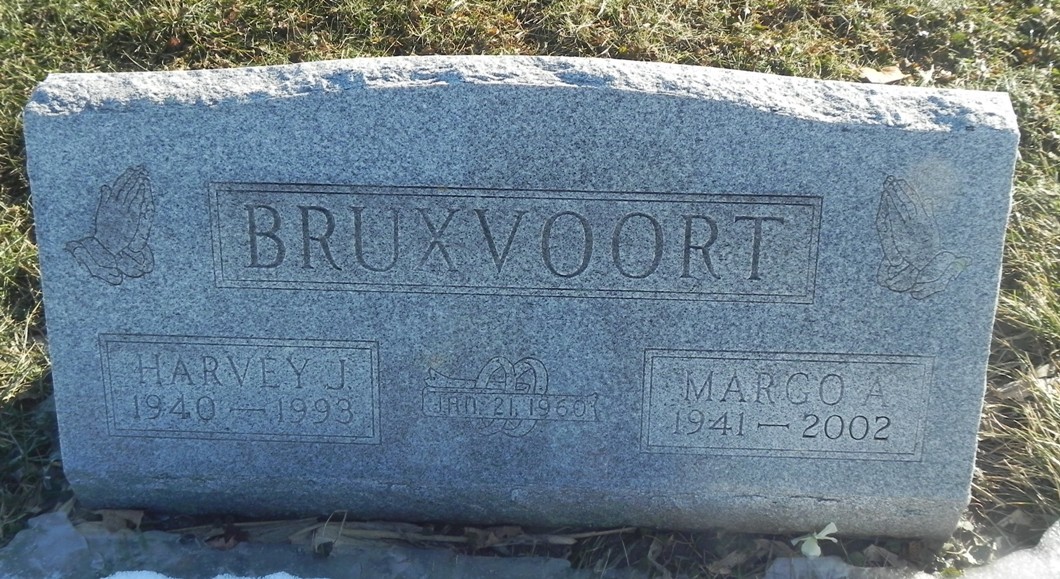 BRUXVOORT
HARVEY J.
1940 — 1993
JAN. 21, 1960
MARGO A.
1941 — 2002